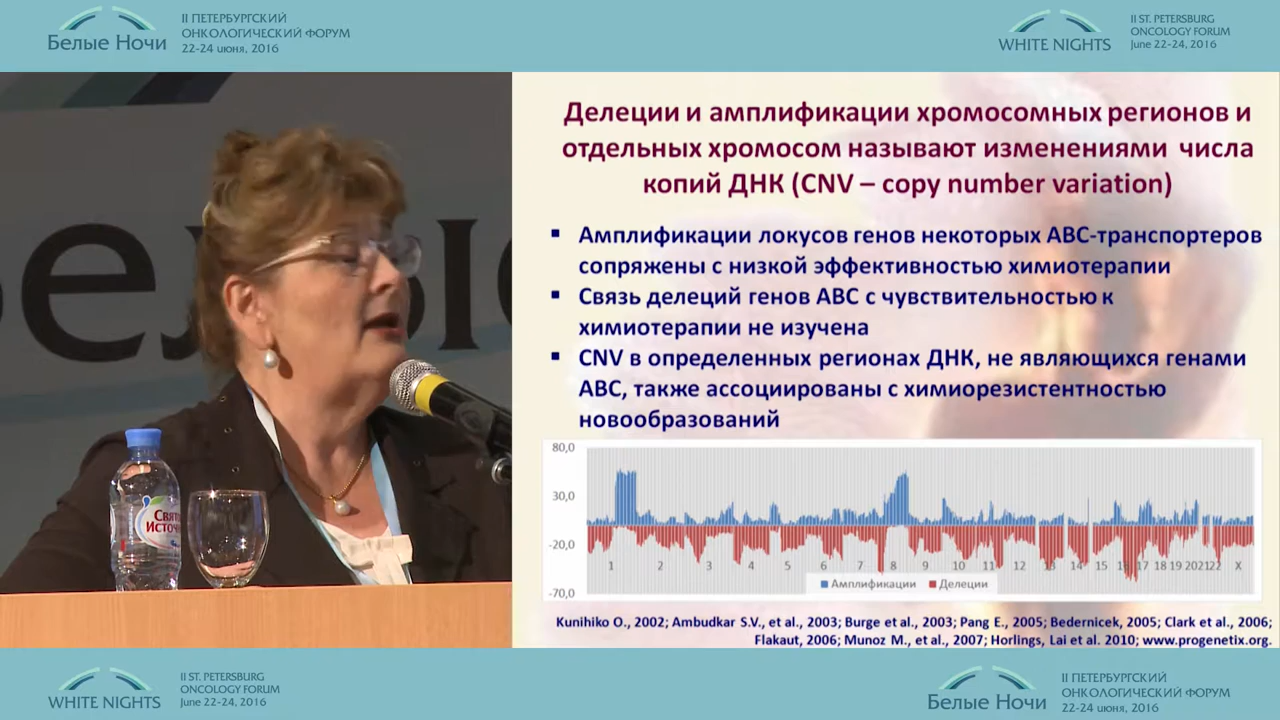 Белые Ночи
II ПЕТЕРБУРГСКИЙ
ОНКОЛОГИЧЕСКИЙ ФОРУМ
22-24 июня, 2016
WHITE NIGHTS
II ST. PETERSBURG
ONCOLOGY FORUM
June 22-24, 2016
Делеции и амплификации хромосомных регионов и
отдельных хромосом называют изменениями числа
копий ДНК (CNV – copy number variation)
▪ Амплификации локусов генов некоторых АВС-транспортеров
сопряжены с низкой эффективностью химиотерапии
▪ Связь делеций генов АВС с чувствительностью к
химиотерапии не изучена
▪ CNV в определенных регионах ДНК, не являющихся генами
АВС, также ассоциированы с химиорезистентностью
новообразований
80,0
30,0
-20,0
-70,0
1 2 3 4 5 6 7 8 9 10 11 12 13 14 15 16 17 18 19 20 21 22 X
Амплификации Делеции
Kunihiko O., 2002; Ambudkar S.V., et al., 2003; Burge et al., 2003; Pang E., 2005; Bedernicek, 2005; Clark et al., 2006;
Flakaut, 2006; Munoz M., et al., 2007; Horlings, Lai et al. 2010; www.progenetix.org.
WHITE NIGHTS
II ST. PETERSBURG
ONCOLOGY FORUM
June 22-24, 2016
Белые Ночи
II ПЕТЕРБУРГСКИЙ
ОНКОЛОГИЧЕСКИЙ ФОРУМ
22-24 июня, 2016